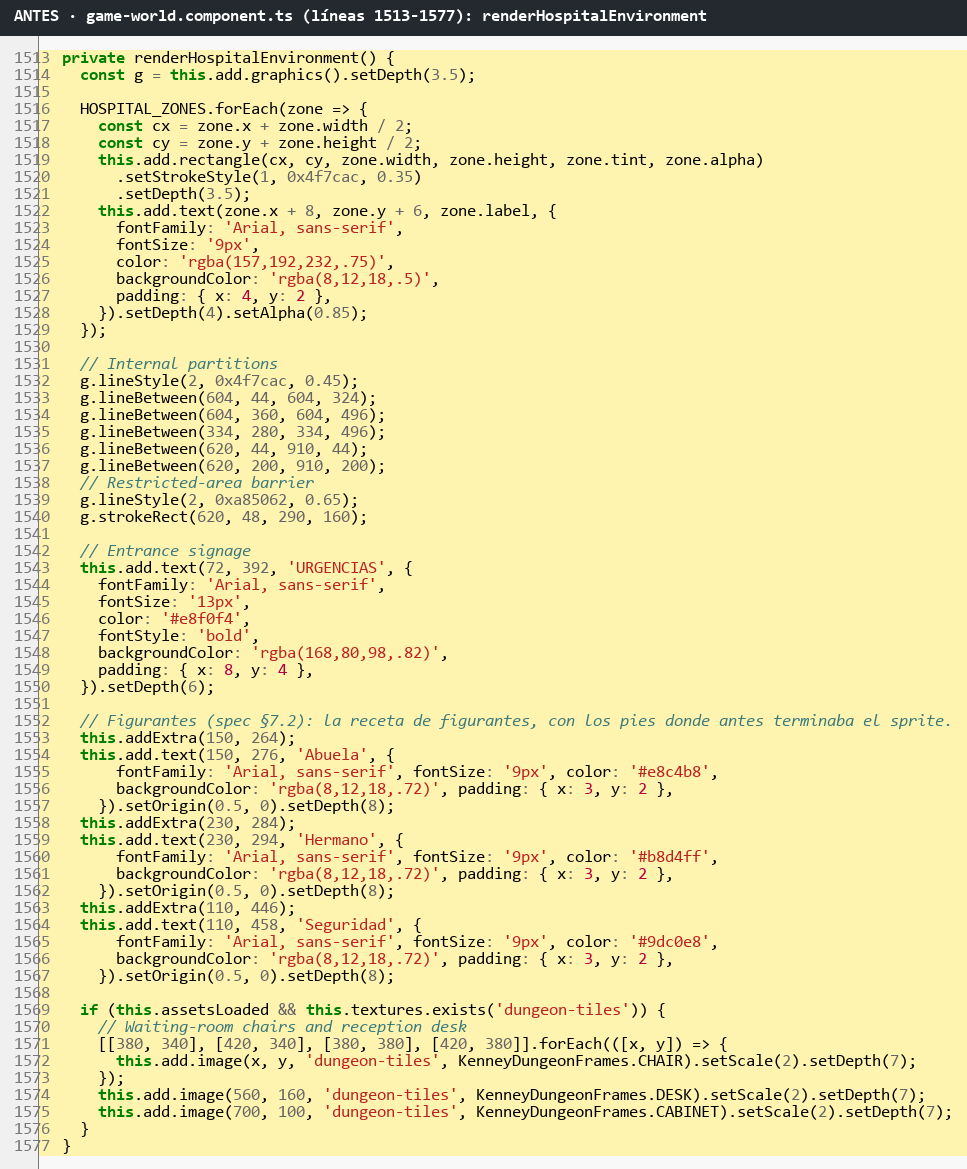 ANTES · game-world.component.ts (líneas 1513-1577): renderHospitalEnvironment
1513 private renderHospitalEnvironment() {
1514   const g = this.add.graphics().setDepth(3.5);
1515
1516   HOSPITAL_ZONES.forEach(zone => {
1517     const cx = zone.x + zone.width / 2;
1518     const cy = zone.y + zone.height / 2;
1519     this.add.rectangle(cx, cy, zone.width, zone.height, zone.tint, zone.alpha)
1520       .setStrokeStyle(1, 0x4f7cac, 0.35)
1521       .setDepth(3.5);
1522     this.add.text(zone.x + 8, zone.y + 6, zone.label, {
1523       fontFamily: 'Arial, sans-serif',
1524       fontSize: '9px',
1525       color: 'rgba(157,192,232,.75)',
1526       backgroundColor: 'rgba(8,12,18,.5)',
1527       padding: { x: 4, y: 2 },
1528     }).setDepth(4).setAlpha(0.85);
1529   });
1530
1531   // Internal partitions
1532   g.lineStyle(2, 0x4f7cac, 0.45);
1533   g.lineBetween(604, 44, 604, 324);
1534   g.lineBetween(604, 360, 604, 496);
1535   g.lineBetween(334, 280, 334, 496);
1536   g.lineBetween(620, 44, 910, 44);
1537   g.lineBetween(620, 200, 910, 200);
1538   // Restricted-area barrier
1539   g.lineStyle(2, 0xa85062, 0.65);
1540   g.strokeRect(620, 48, 290, 160);
1541
1542   // Entrance signage
1543   this.add.text(72, 392, 'URGENCIAS', {
1544     fontFamily: 'Arial, sans-serif',
1545     fontSize: '13px',
1546     color: '#e8f0f4',
1547     fontStyle: 'bold',
1548     backgroundColor: 'rgba(168,80,98,.82)',
1549     padding: { x: 8, y: 4 },
1550   }).setDepth(6);
1551
1552   // Figurantes (spec §7.2): la receta de figurantes, con los pies donde antes terminaba el sprite.
1553   this.addExtra(150, 264);
1554   this.add.text(150, 276, 'Abuela', {
1555       fontFamily: 'Arial, sans-serif', fontSize: '9px', color: '#e8c4b8',
1556       backgroundColor: 'rgba(8,12,18,.72)', padding: { x: 3, y: 2 },
1557     }).setOrigin(0.5, 0).setDepth(8);
1558   this.addExtra(230, 284);
1559   this.add.text(230, 294, 'Hermano', {
1560       fontFamily: 'Arial, sans-serif', fontSize: '9px', color: '#b8d4ff',
1561       backgroundColor: 'rgba(8,12,18,.72)', padding: { x: 3, y: 2 },
1562     }).setOrigin(0.5, 0).setDepth(8);
1563   this.addExtra(110, 446);
1564   this.add.text(110, 458, 'Seguridad', {
1565       fontFamily: 'Arial, sans-serif', fontSize: '9px', color: '#9dc0e8',
1566       backgroundColor: 'rgba(8,12,18,.72)', padding: { x: 3, y: 2 },
1567     }).setOrigin(0.5, 0).setDepth(8);
1568
1569   if (this.assetsLoaded && this.textures.exists('dungeon-tiles')) {
1570     // Waiting-room chairs and reception desk
1571     [[380, 340], [420, 340], [380, 380], [420, 380]].forEach(([x, y]) => {
1572       this.add.image(x, y, 'dungeon-tiles', KenneyDungeonFrames.CHAIR).setScale(2).setDepth(7);
1573     });
1574     this.add.image(560, 160, 'dungeon-tiles', KenneyDungeonFrames.DESK).setScale(2).setDepth(7);
1575     this.add.image(700, 100, 'dungeon-tiles', KenneyDungeonFrames.CABINET).setScale(2).setDepth(7);
1576   }
1577 }